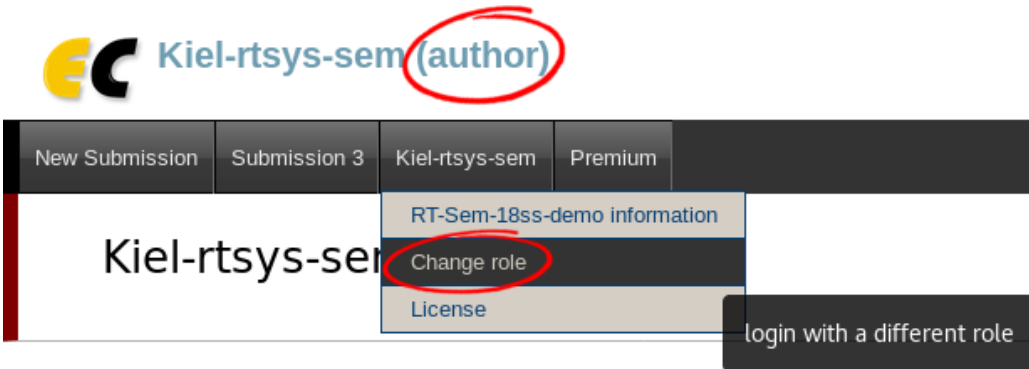 EC Kiel-rtsys-sem (author)
New Submission Submission 3 Kiel-rtsys-sem Premium
RT-Sem-18ss-demo information
Kiel-rtsys-se
Change role
License
login with a different role